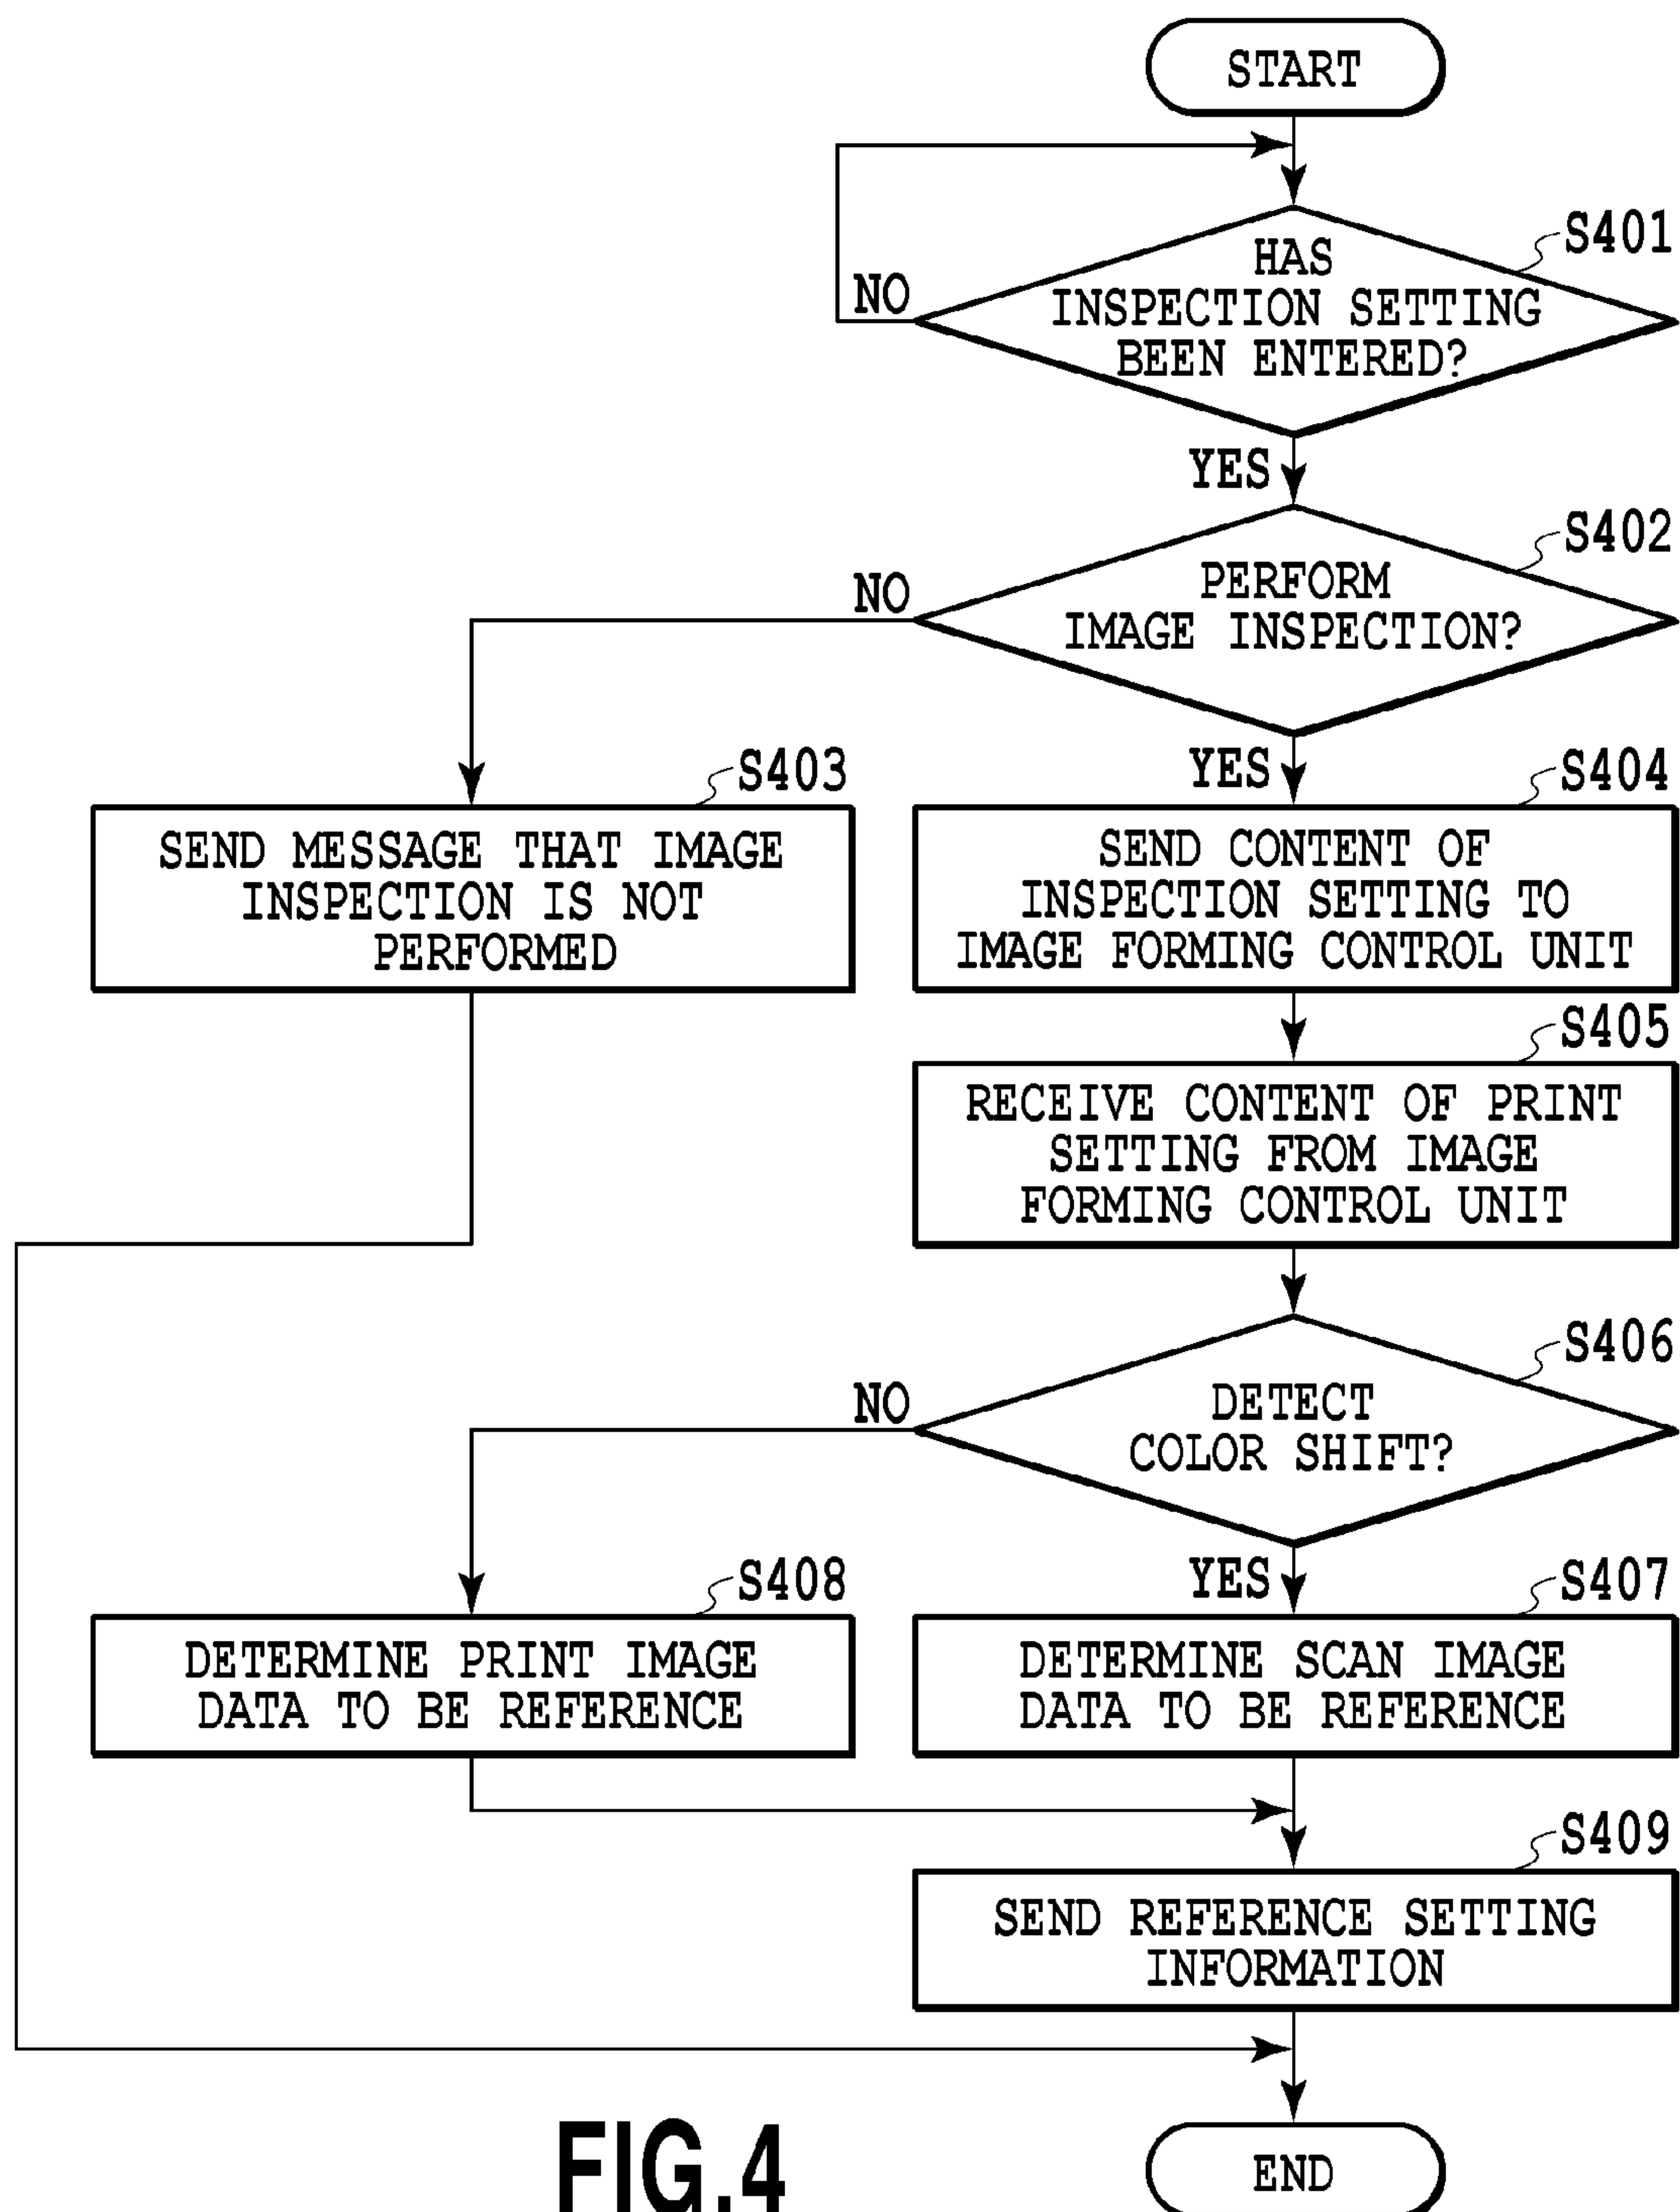 START
S401
HAS
INSPECTION SETTING
BEEN ENTERED?
NO
YES
S402
PERFORM
IMAGE INSPECTION?
NO
YES
S403
SEND MESSAGE THAT IMAGE
INSPECTION IS NOT
PERFORMED
S404
SEND CONTENT OF
INSPECTION SETTING TO
IMAGE FORMING CONTROL UNIT
S405
RECEIVE CONTENT OF PRINT
SETTING FROM IMAGE
FORMING CONTROL UNIT
S406
DETECT
COLOR SHIFT?
NO
YES
S408
DETERMINE PRINT IMAGE
DATA TO BE REFERENCE
S407
DETERMINE SCAN IMAGE
DATA TO BE REFERENCE
S409
SEND REFERENCE SETTING
INFORMATION
END
FIG.4